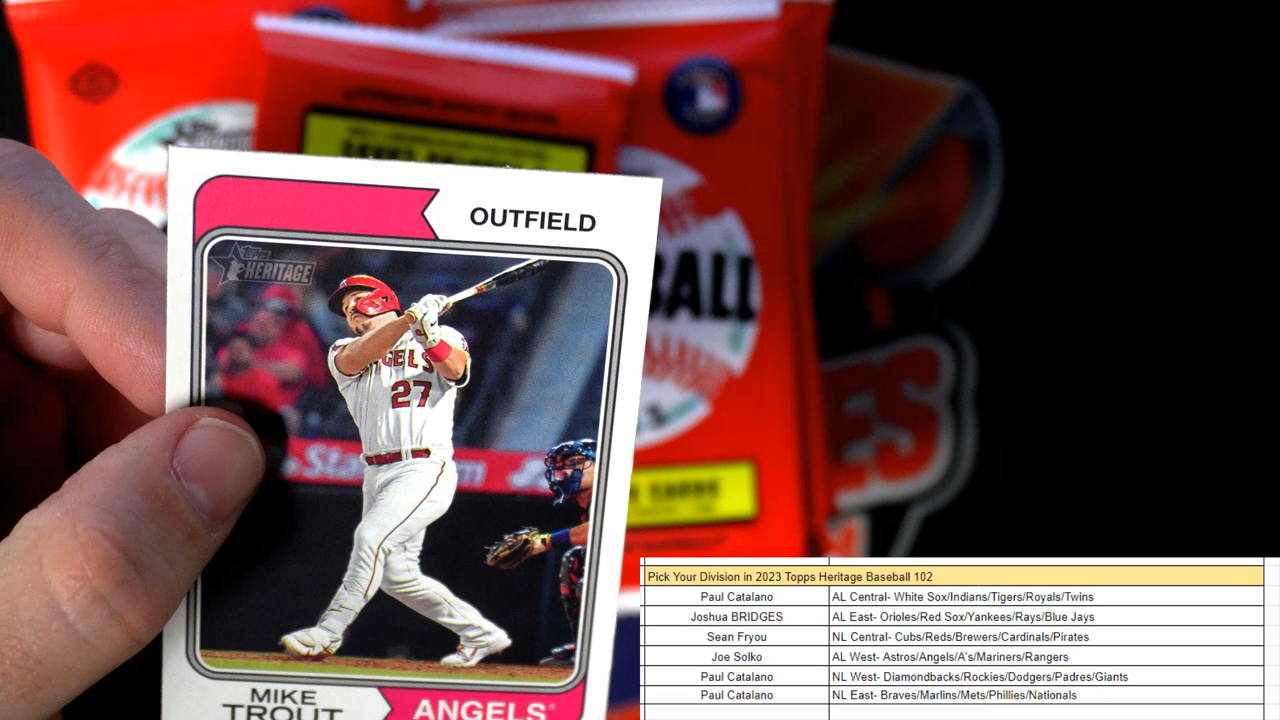 OUTFIELD
Topps
HERITAGE
ANGELS
27
MIKE
TROUT
ANGELS
BALL
ES
Pick Your Division in 2023 Topps Heritage Baseball 102
Paul Catalano AL Central- White Sox/Indians/Tigers/Royals/Twins
Joshua BRIDGES AL East- Orioles/Red Sox/Yankees/Rays/Blue Jays
Sean Fryou NL Central- Cubs/Reds/Brewers/Cardinals/Pirates
Joe Solko AL West- Astros/Angels/A's/Mariners/Rangers
Paul Catalano NL West- Diamondbacks/Rockies/Dodgers/Padres/Giants
Paul Catalano NL East- Braves/Marlins/Mets/Phillies/Nationals